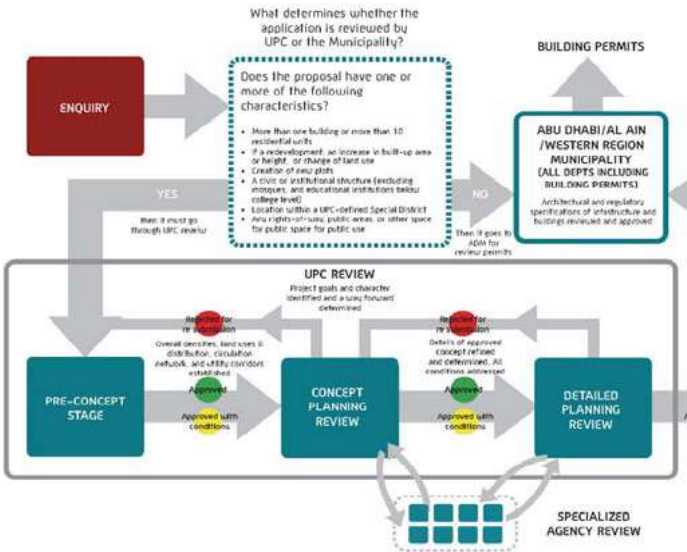 What determines whether the
application is reviewed by
UPC or the Municipality?
BUILDING PERMITS
ENQUIRY
Does the proposal have one or
more of the following
characteristics?
• More than one building or more than 10
residential units
• If a redevelopment, an increase in built-up area
or height, or change of land use
• Creation of new plots
• A civic or institutional structure (excluding
mosques, and educational institutions below
college level)
• Location within a UPC-defined Special District
• Any rights-of-way, public areas, or other space
for public space for public use
ABU DHABI/AL AIN
/WESTERN REGION
MUNICIPALITY
(ALL DEPTS INCLUDING
BUILDING PERMITS)
Architectural and regulatory
specifications of infrastructure and
buildings reviewed and approved
YES
NO
then it must go
through UPC review
Then it goes to
ADM for
review permits
UPC REVIEW
Project goals and character
identified and a way forward
determined
Rejected for
re submission
Rejected for
re submission
Overall densities, land uses &
distribution, circulation
network, and utility corridors
established
Details of approved
concept refined
and determined. All
conditions addressed
PRE-CONCEPT
STAGE
Approved
Approved with
conditions
CONCEPT
PLANNING
REVIEW
Approved
Approved with
conditions
DETAILED
PLANNING
REVIEW
A
SPECIALIZED
AGENCY REVIEW